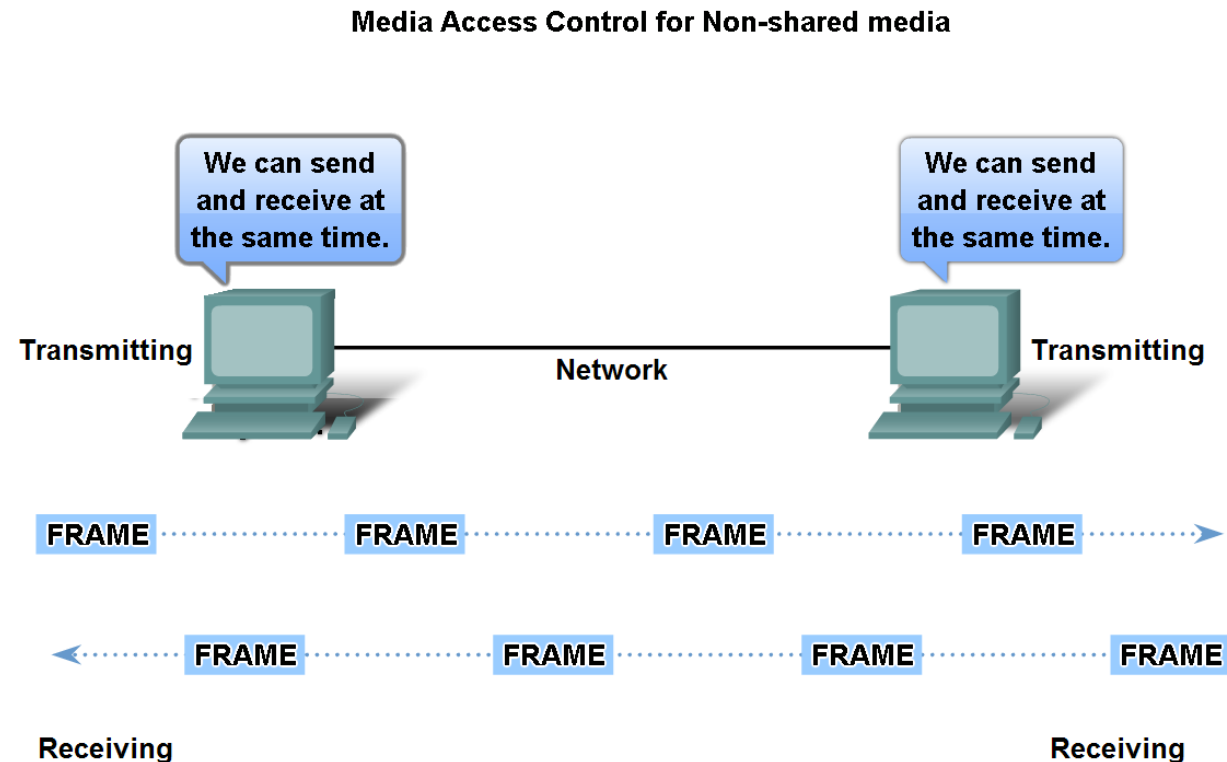 Media Access Control for Non-shared media
We can send
and receive at
the same time.
We can send
and receive at
the same time.
Transmitting
Network
Transmitting
FRAME FRAME FRAME FRAME
FRAME FRAME FRAME FRAME
Receiving
Receiving